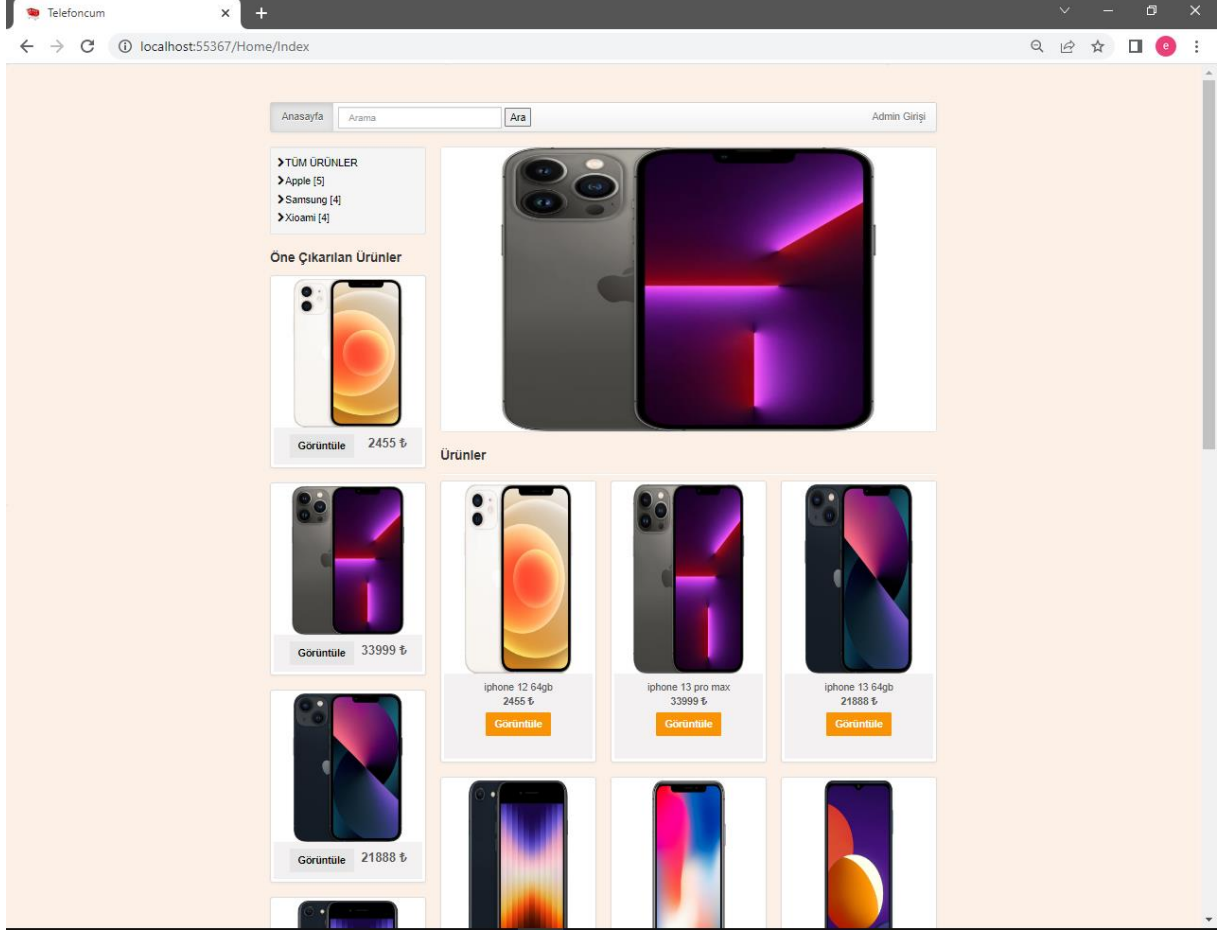 Telefoncum
localhost:55367/Home/Index
e
Anasayfa
Arama
Ara
Admin Girişi
TÜM ÜRÜNLER
Apple [5]
Samsung [4]
Xioami [4]
Öne Çıkarılan Ürünler
Görüntüle 2455 ₺
Görüntüle 33999 ₺
Görüntüle 21888 ₺
Ürünler
iphone 12 64gb
2455 ₺
Görüntüle
iphone 13 pro max
33999 ₺
Görüntüle
iphone 13 64gb
21888 ₺
Görüntüle